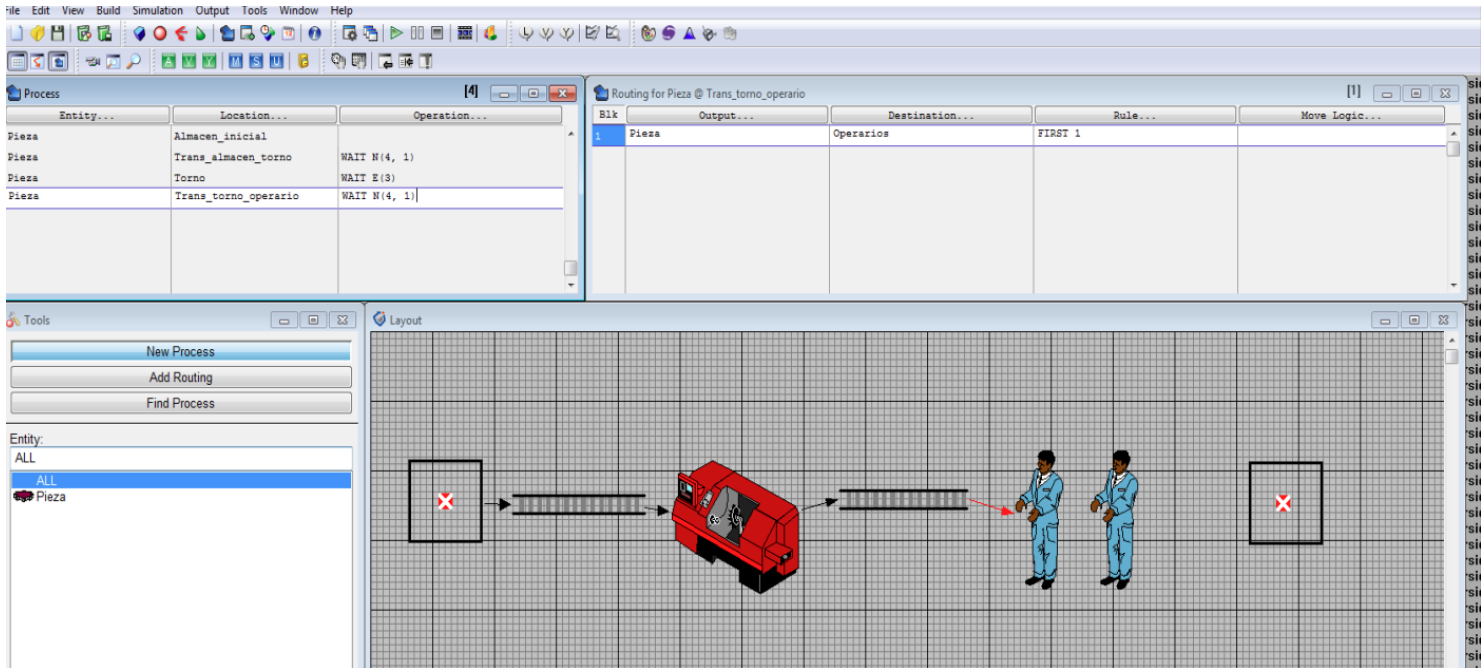 File Edit View Build Simulation Output Tools Window Help
Process [4]
Entity... Location... Operation...
Pieza Almacen_inicial
Pieza Trans_almacen_torno WAIT N(4, 1)
Pieza Torno WAIT E(3)
Pieza Trans_torno_operario WAIT N(4, 1)
Routing for Pieza @ Trans_torno_operario [1]
Blk Output... Destination... Rule... Move Logic...
1 Pieza Operarios FIRST 1
Tools
New Process
Add Routing
Find Process
Entity:
ALL
ALL
Pieza
Layout